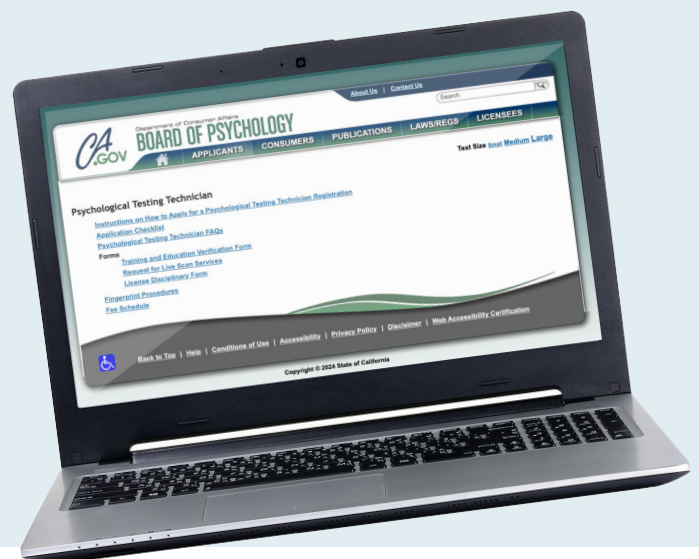 About Us | Contact Us
Search
CA.GOV
Department of Consumer Affairs
BOARD OF PSYCHOLOGY
APPLICANTS CONSUMERS PUBLICATIONS LAWS/REGS LICENSEES
Text Size Small Medium Large
Psychological Testing Technician
Instructions on How to Apply for a Psychological Testing Technician Registration
Application Checklist
Psychological Testing Technician FAQs
Forms
Training and Education Verification Form
Request for Live Scan Services
License Disciplinary Form
Fingerprint Procedures
Fee Schedule
Back to Top | Help | Conditions of Use | Accessibility | Privacy Policy | Disclaimer | Web Accessibility Certification
Copyright © 2024 State of California